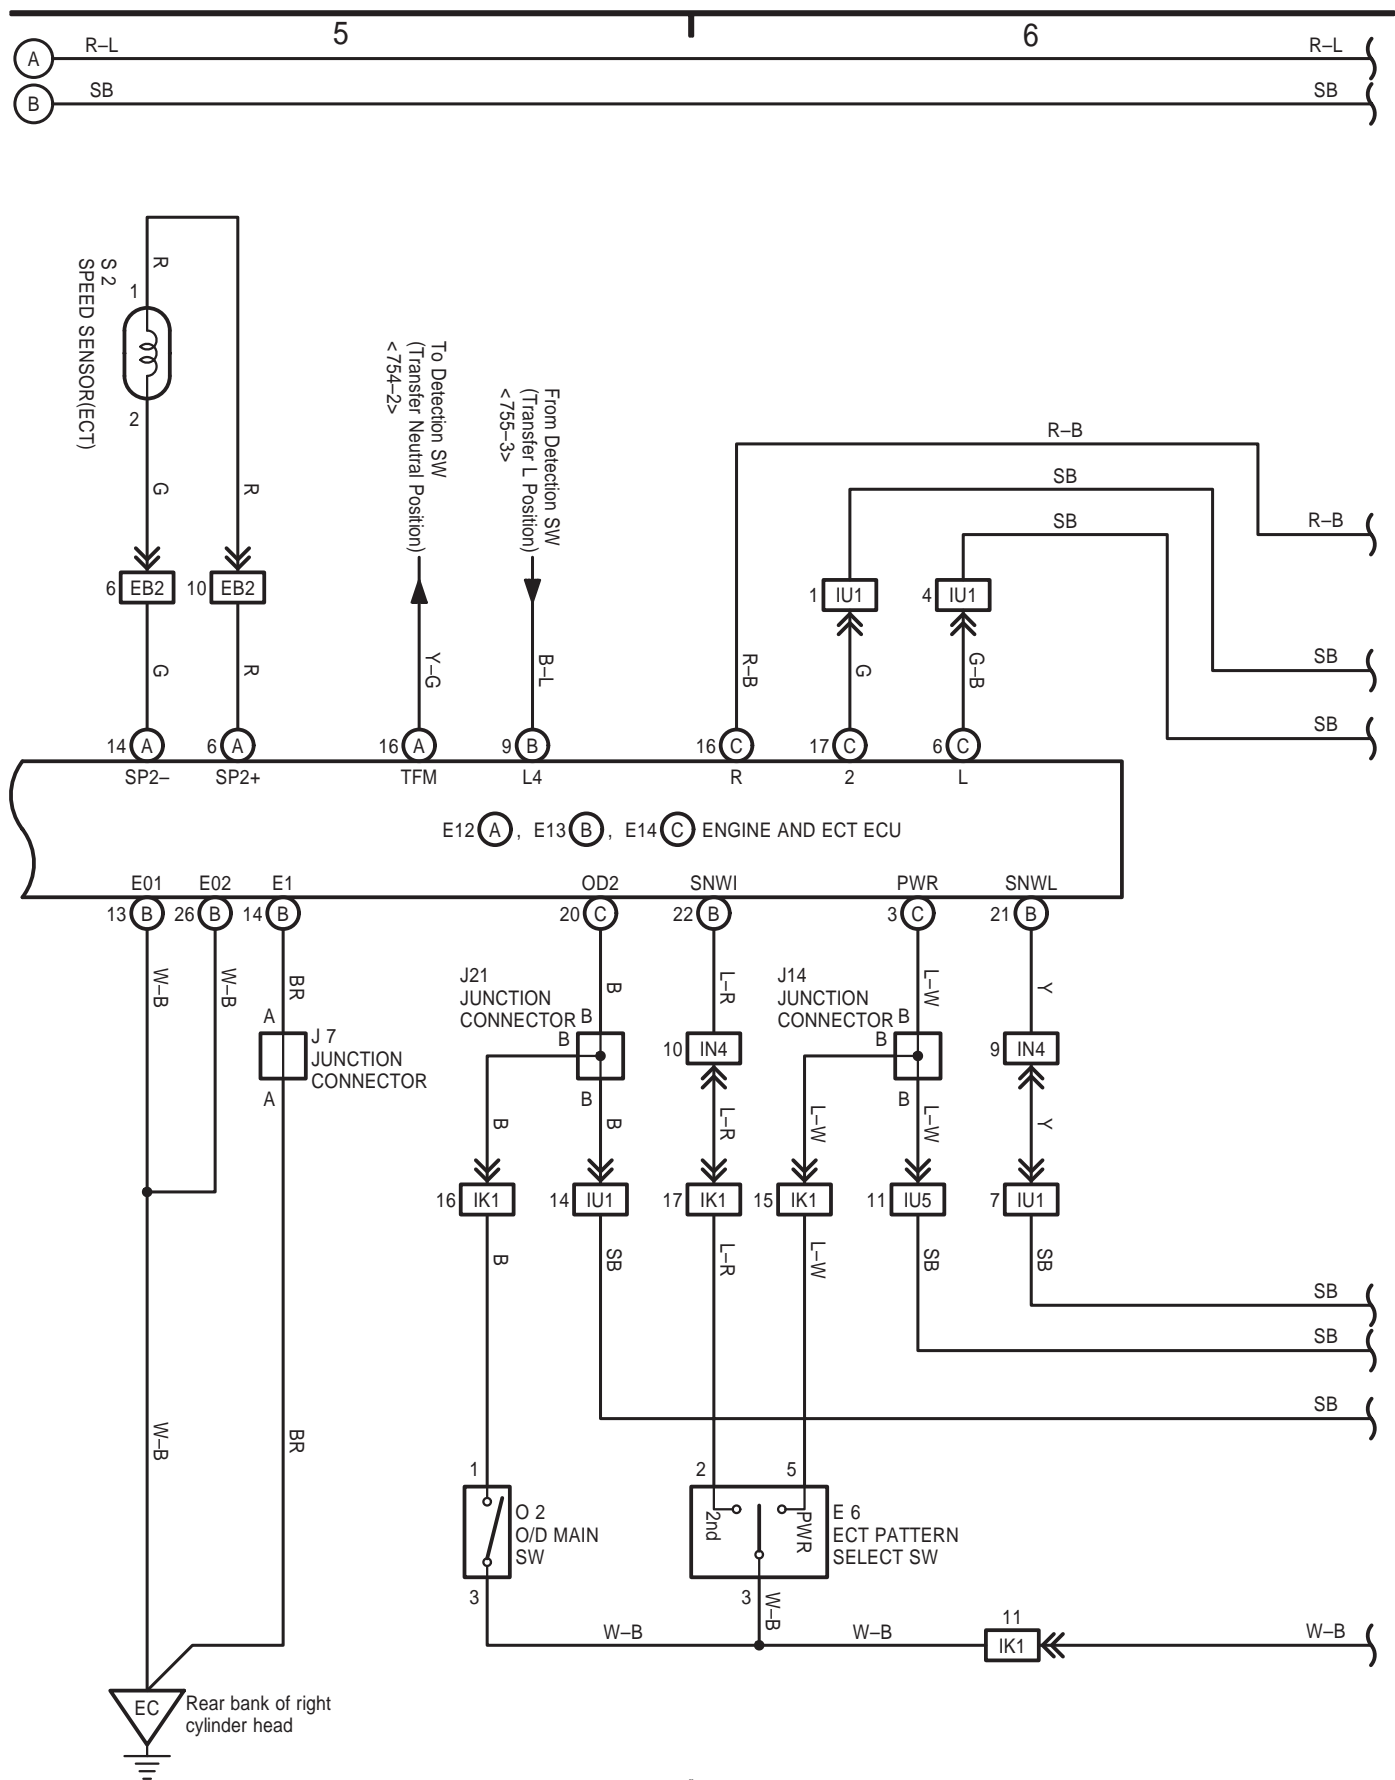 5
6
A
R–L
R–L
B
SB
SB
S 2
SPEED SENSOR(ECT)
R
1
2
G
R
To Detection SW
(Transfer Neutral Position)
<754–2>
From Detection SW
(Transfer L Position)
<755–3>
R–B
SB
SB
R–B
6 EB2
10 EB2
1 IU1
4 IU1
G
R
Y–G
B–L
R–B
G
G–B
SB
SB
14 A
6 A
16 A
9 B
16 C
17 C
6 C
SP2–
SP2+
TFM
L4
R
2
L
E12 A , E13 B , E14 C ENGINE AND ECT ECU
E01
E02
E1
OD2
SNWI
PWR
SNWL
13 B
26 B
14 B
20 C
22 B
3 C
21 B
W–B
W–B
BR
B
L–R
L–W
Y
J21
JUNCTION
CONNECTOR
B
B
B
J14
JUNCTION
CONNECTOR
B
B
B
A
J 7
JUNCTION
CONNECTOR
A
10 IN4
9 IN4
B
B
L–R
L–W
L–W
Y
16 IK1
14 IU1
17 IK1
15 IK1
11 IU5
7 IU1
B
SB
L–R
L–W
SB
SB
SB
SB
SB
W–B
BR
1
2
5
O 2
O/D MAIN
SW
2nd
PWR
E 6
ECT PATTERN
SELECT SW
3
3
W–B
W–B
W–B
11
IK1
W–B
EC
Rear bank of right
cylinder head